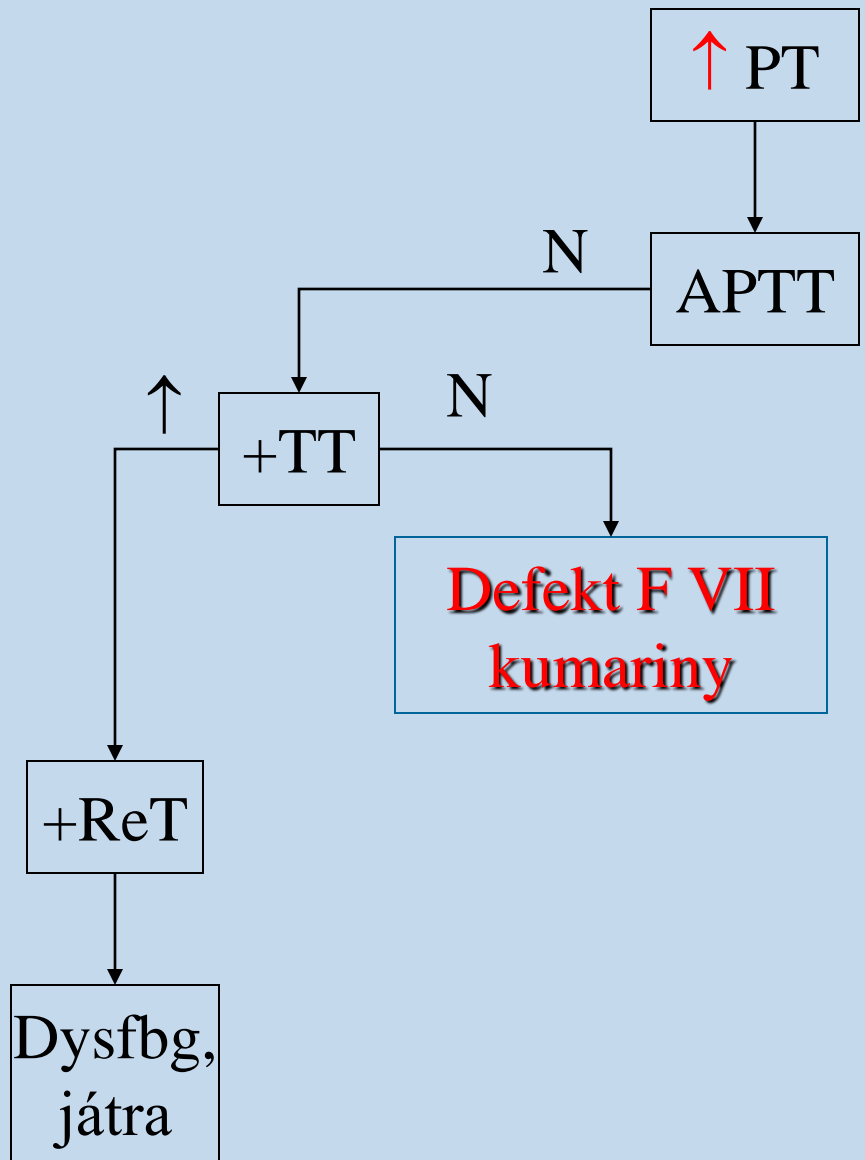 ↑ PT
N
APTT
↑
N
+TT
Defekt F VII
kumariny
+ReT
Dysfbg,
játra